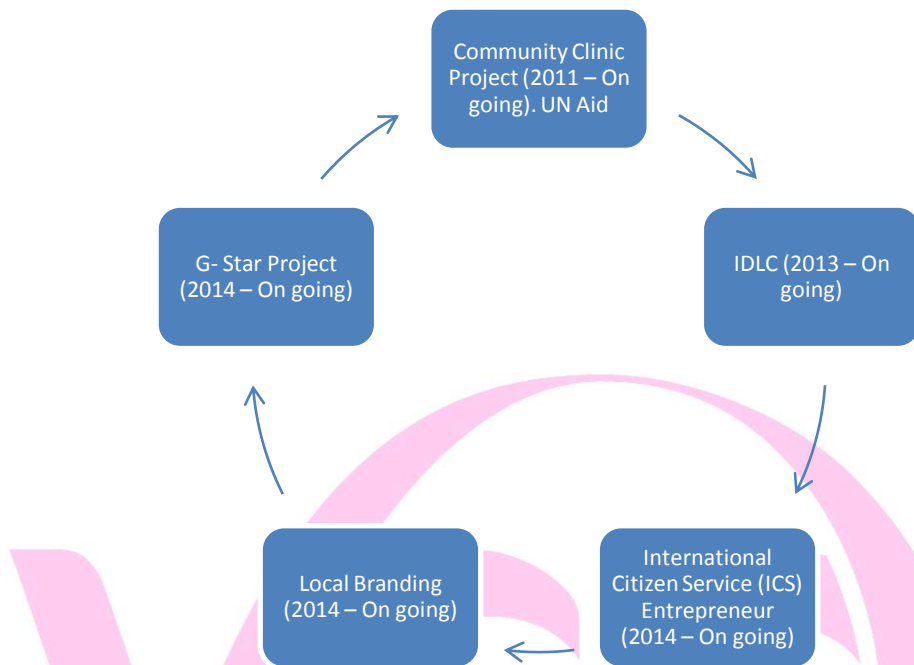 Community Clinic
Project (2011 – On
going). UN Aid
IDLC (2013 – On
going)
International
Citizen Service (ICS)
Entrepreneur
(2014 – On going)
Local Branding
(2014 – On going)
G- Star Project
(2014 – On going)